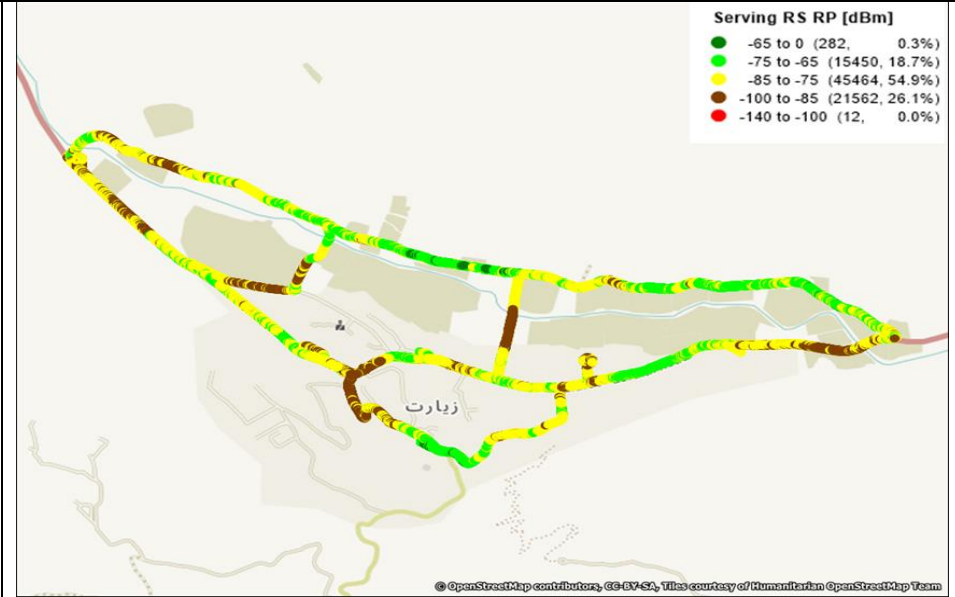 Serving RS RP [dBm]
-65 to 0 (282, 0.3%)
-75 to -65 (15450, 18.7%)
-85 to -75 (45464, 54.9%)
-100 to -85 (21562, 26.1%)
-140 to -100 (12, 0.0%)
زیارت
© OpenStreetMap contributors, CC-BY-SA, Tiles courtesy of Humanitarian OpenStreetMap Team